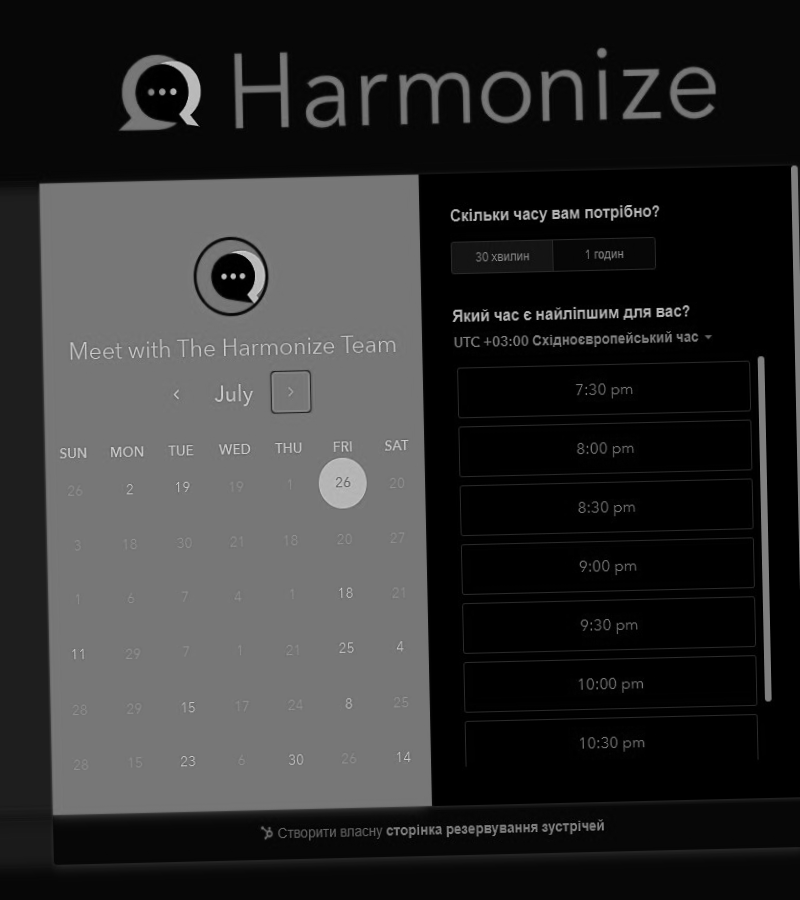 Harmonize
Meet with The Harmonize Team
July
SUN MON TUE WED THU FRI SAT
26 2 19 19 1 26 20
3 18 30 21 18 20 27
1 6 7 4 1 18 21
11 29 7 1 21 25 4
28 29 15 17 24 8 25
28 15 23 6 30 26 14
Скільки часу вам потрібно?
30 хвилин 1 годин
Який час є найліпшим для вас?
UTC +03:00 Східноєвропейський час
7:30 pm
8:00 pm
8:30 pm
9:00 pm
9:30 pm
10:00 pm
10:30 pm
Створити власну сторінка резервування зустрічей